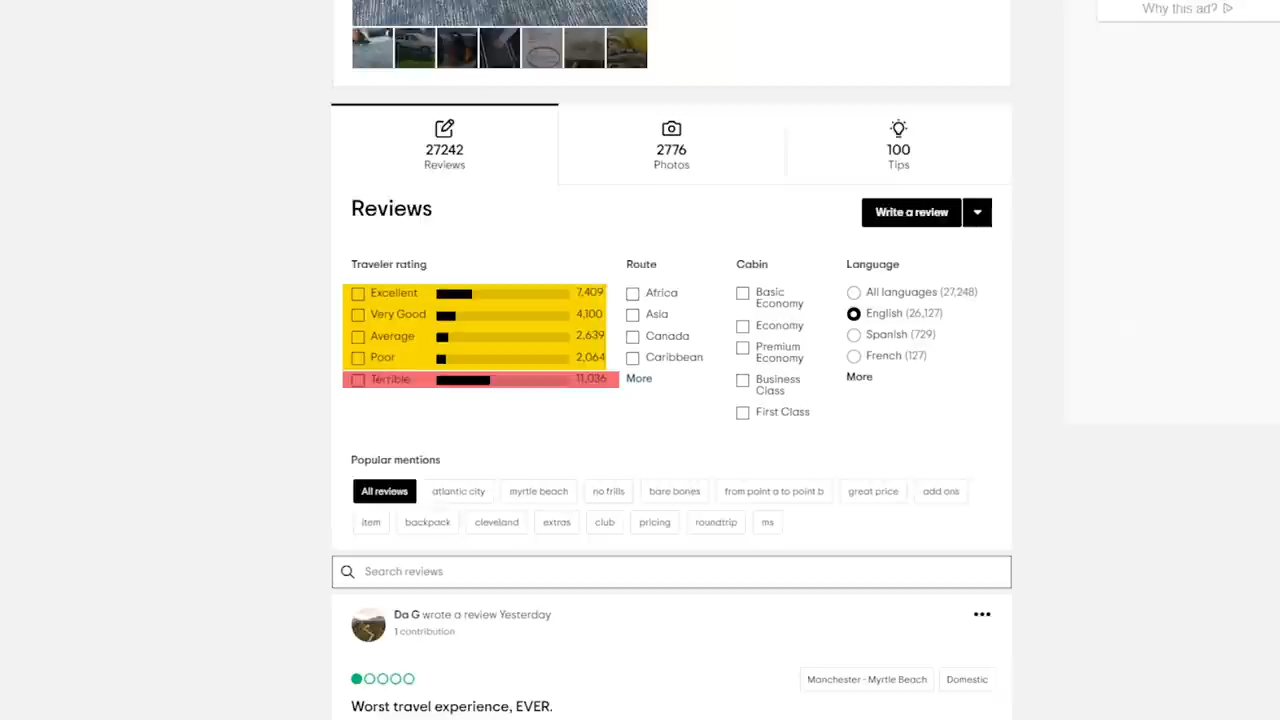 Why this ad?
27242
Reviews
2776
Photos
100
Tips
Reviews
Write a review
Traveler rating
Excellent 7,409
Very Good 4,100
Average 2,639
Poor 2,064
Terrible 11,036
Route
Africa
Asia
Canada
Caribbean
More
Cabin
Basic
Economy
Economy
Premium
Economy
Business
Class
First Class
Language
All languages (27,248)
English (26,127)
Spanish (729)
French (127)
More
Popular mentions
All reviews atlantic city myrtle beach no frills bare bones from point a to point b great price add ons
item backpack cleveland extras club pricing roundtrip ms
Search reviews
Da G wrote a review Yesterday
1 contribution
Manchester - Myrtle Beach Domestic
Worst travel experience, EVER.